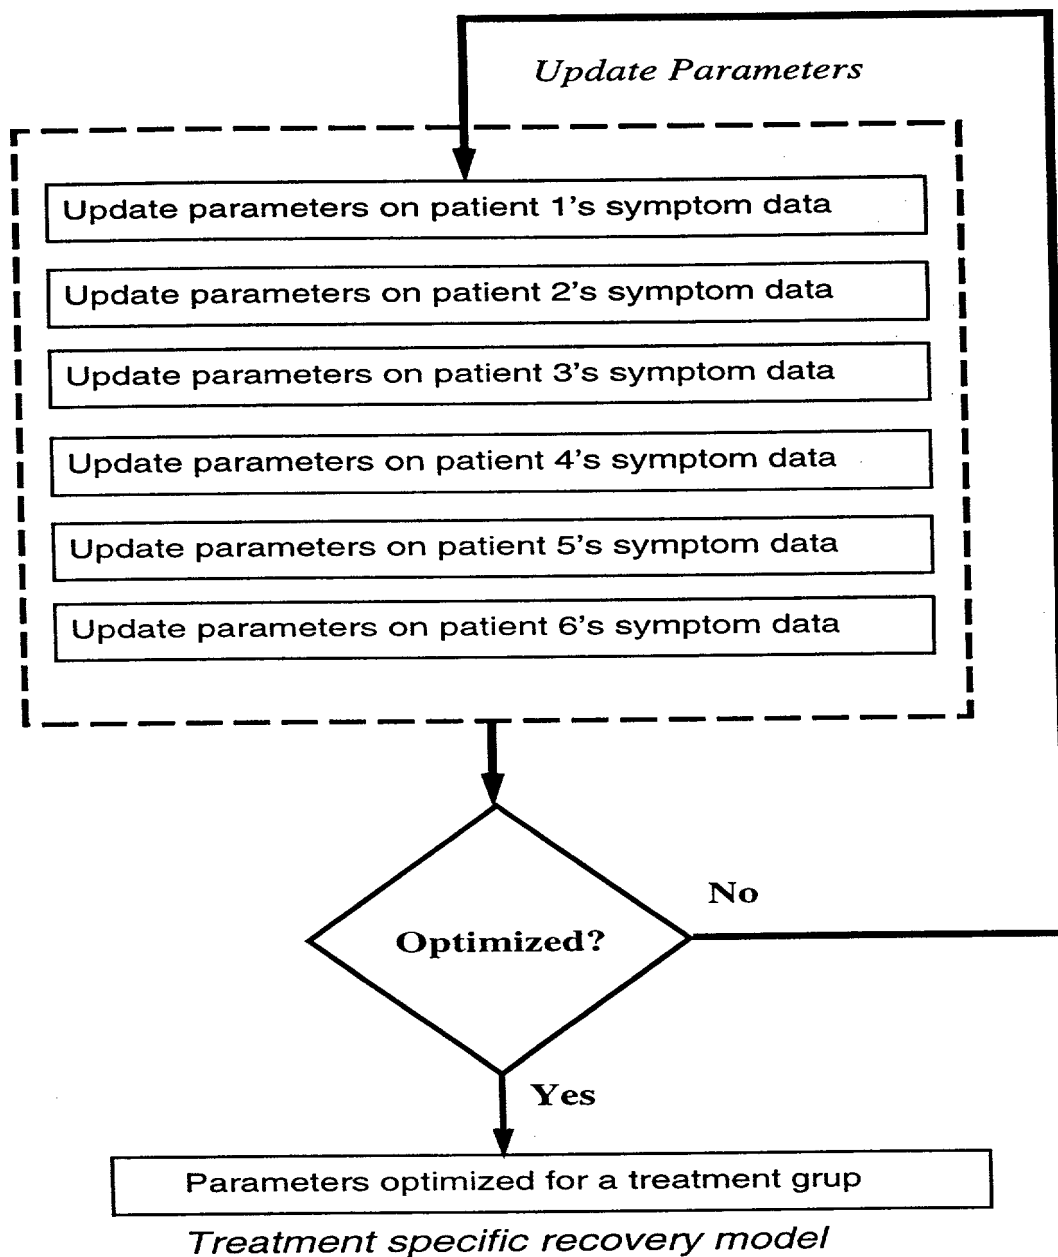 Update Parameters
Update parameters on patient 1's symptom data
Update parameters on patient 2's symptom data
Update parameters on patient 3's symptom data
Update parameters on patient 4's symptom data
Update parameters on patient 5's symptom data
Update parameters on patient 6's symptom data
No
Optimized?
Yes
Parameters optimized for a treatment grup
Treatment specific recovery model